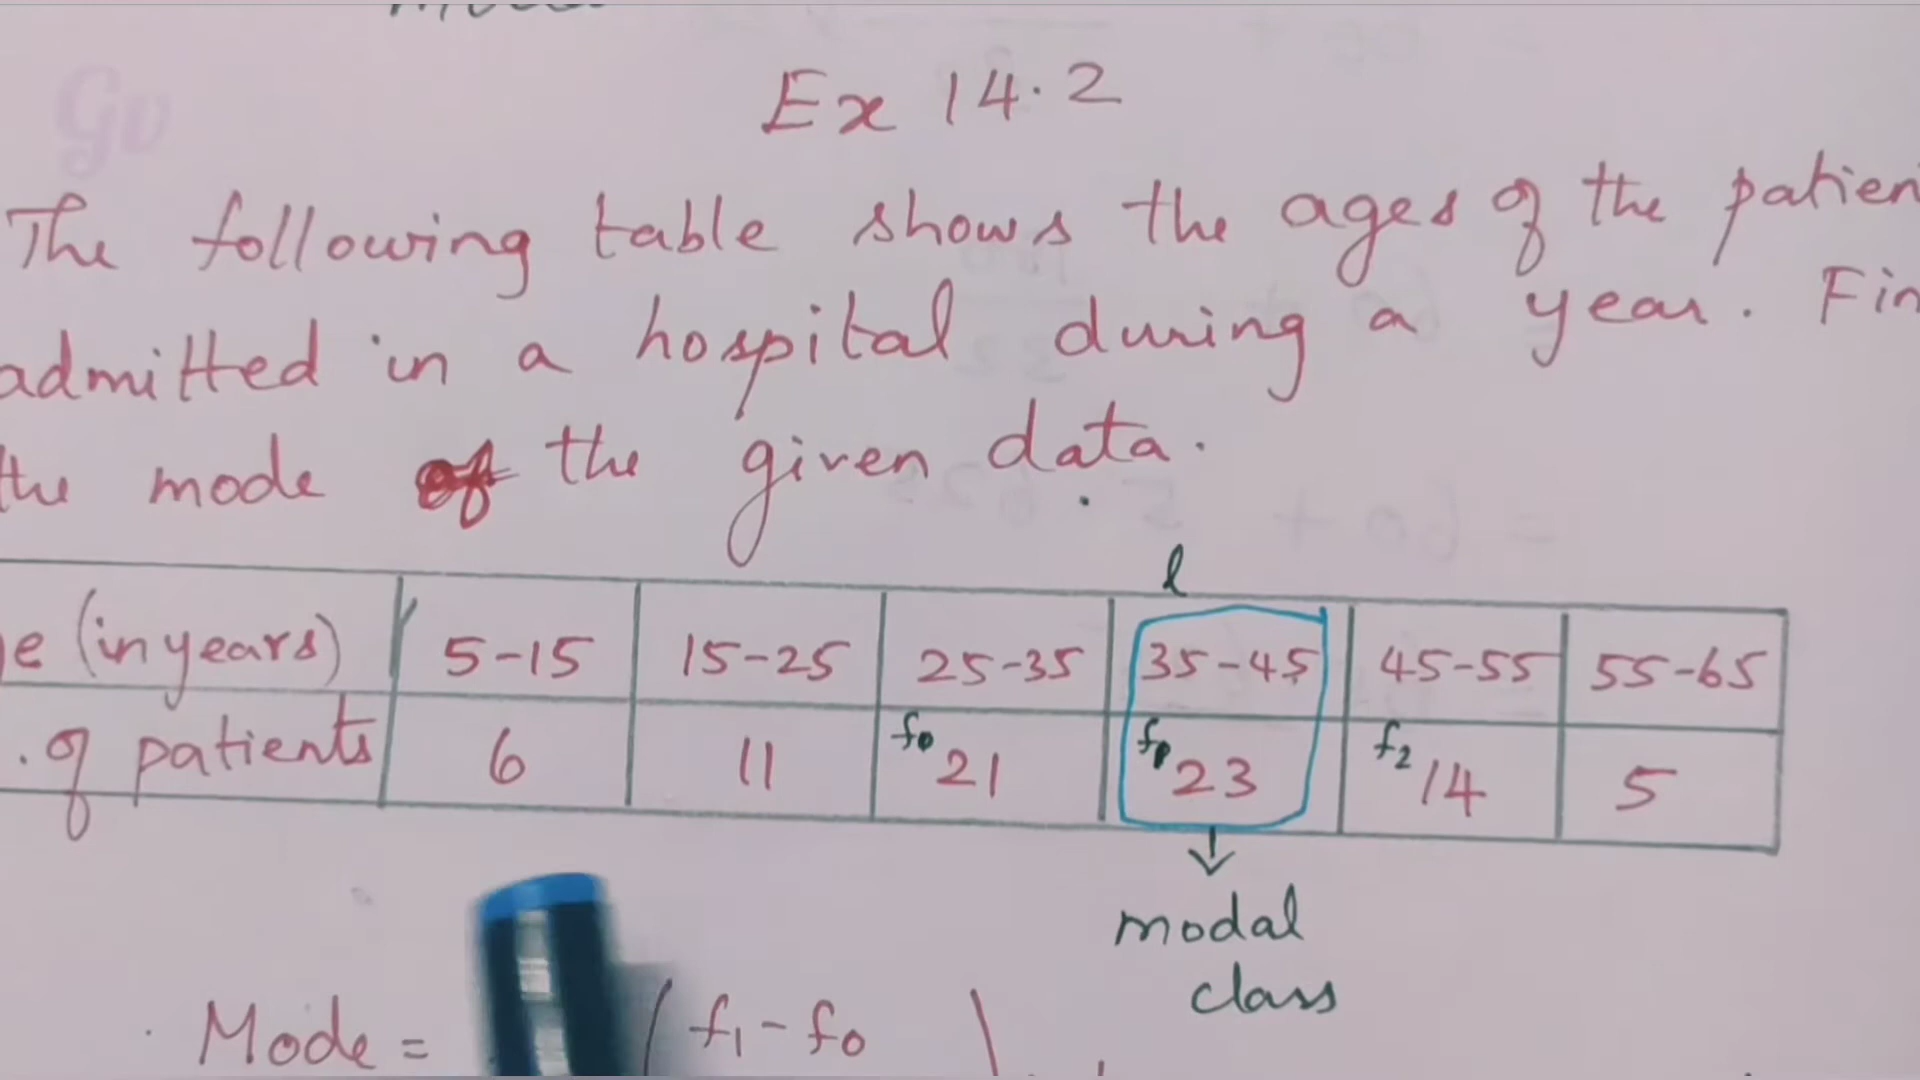 Gv
Ex 14.2
The following table shows the ages of the
admitted in a hospital during a year.
the mode of the given data.
l
(in years) 5-15 15-25 25-35 35-45 45-55 55-65
. of patients 6 11 f0 21 f1 23 f2 14 5
modal
class
Mode = ( f1 - f0 )